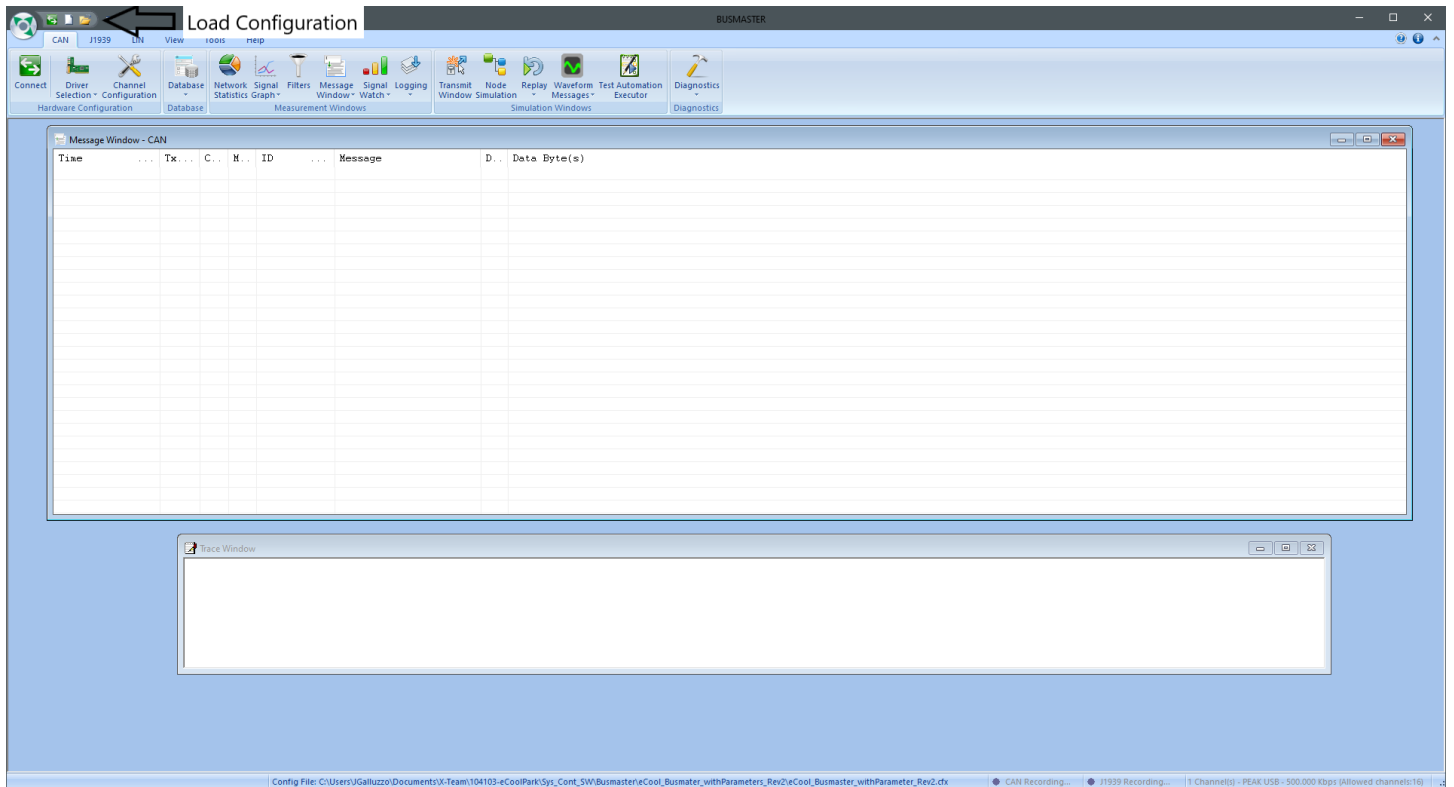 Load Configuration
BUSMASTER
CAN J1939 LIN View Tools Help
Connect Driver Selection Channel Configuration Database Network Statistics Signal Graph Filters Message Window Signal Watch Logging Transmit Window Node Simulation Replay Waveform Messages Test Automation Executor Diagnostics
Hardware Configuration Database Measurement Windows Simulation Windows Diagnostics
Message Window - CAN
Time ... Tx... C.. M.. ID ... Message D.. Data Byte(s)
Trace Window
Config File: C:\Users\JGalluzzo\Documents\X-Team\104103-eCoolPark\Sys_Cont_SW\Busmaster\eCool_Busmater_withParameters_Rev2\eCool_Busmaster_withParameter_Rev2.cfx CAN Recording... J1939 Recording... 1 Channel(s) - PEAK USB - 500.000 Kbps (Allowed channels:16)